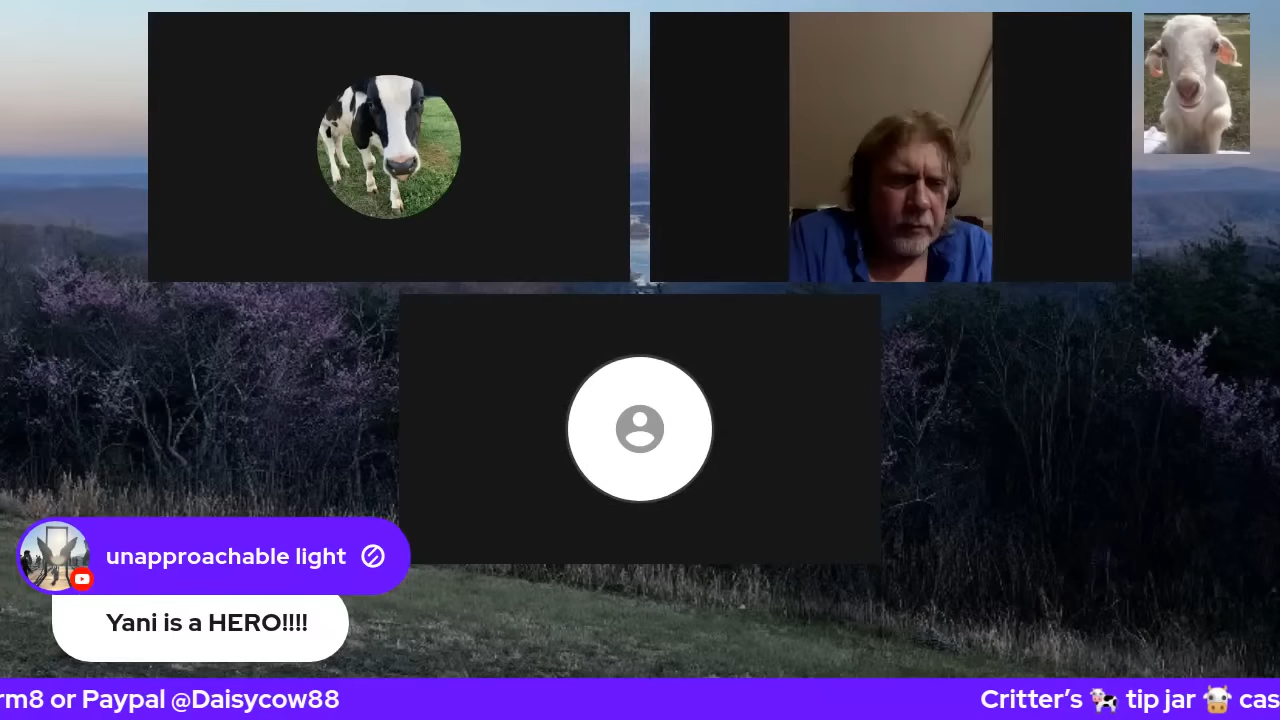 unapproachable light
Yani is a HERO!!!!
rm8 or Paypal @Daisycow88
Critter's 🐄 tip jar 🐮 cas